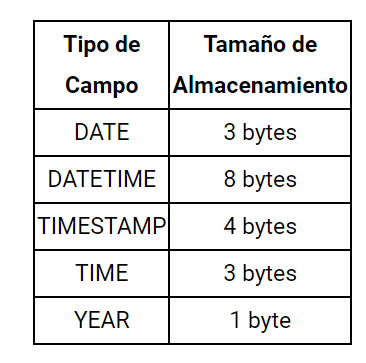 Tipo de Campo | Tamaño de Almacenamiento
DATE | 3 bytes
DATETIME | 8 bytes
TIMESTAMP | 4 bytes
TIME | 3 bytes
YEAR | 1 byte